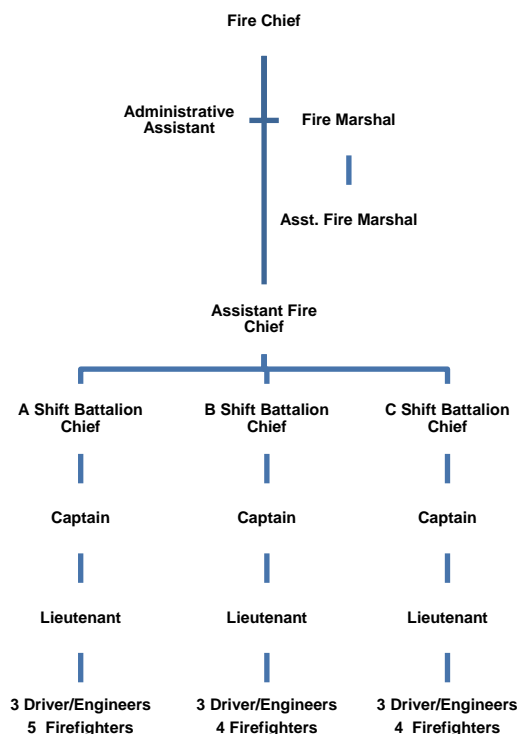 Fire Chief
Administrative
Assistant
Fire Marshal
Asst. Fire Marshal
Assistant Fire
Chief
A Shift Battalion
Chief
B Shift Battalion
Chief
C Shift Battalion
Chief
Captain
Captain
Captain
Lieutenant
Lieutenant
Lieutenant
3 Driver/Engineers
5 Firefighters
3 Driver/Engineers
4 Firefighters
3 Driver/Engineers
4 Firefighters